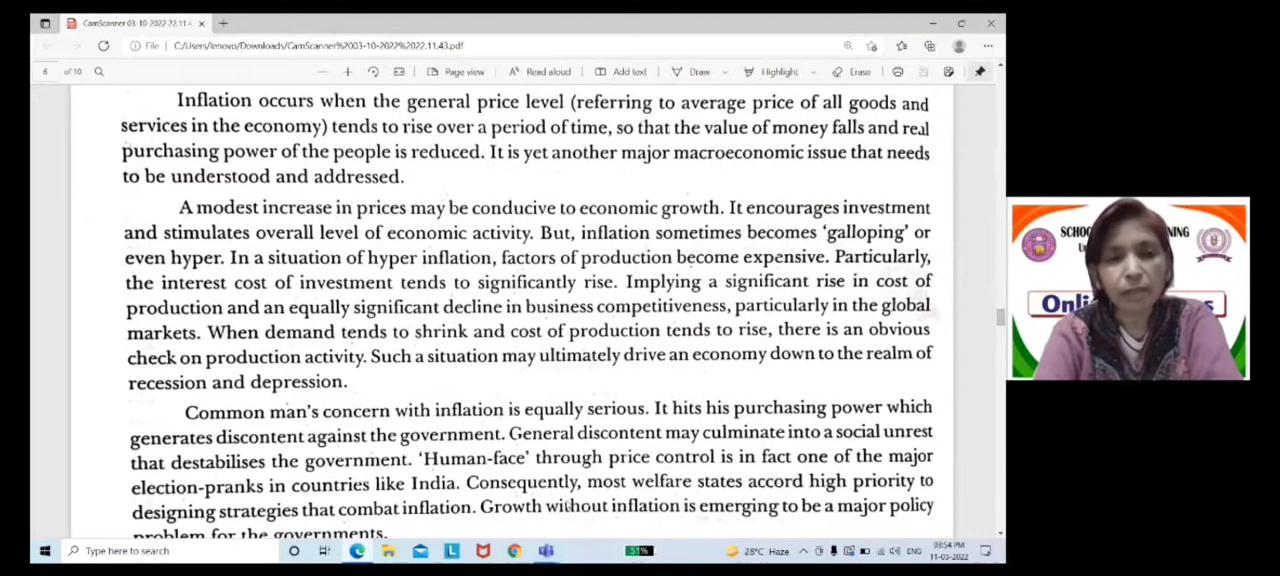 CamScanner 03-10-2022 22.11.4
File
C:/Users/lenovo/Downloads/CamScanner%2003-10-2022%2022.11.43.pdf
6 of 10
Page view
Read aloud
Add text
Draw
Highlight
Erase
Inflation occurs when the general price level (referring to average price of all goods and
services in the economy) tends to rise over a period of time, so that the value of money falls and real
purchasing power of the people is reduced. It is yet another major macroeconomic issue that needs
to be understood and addressed.
A modest increase in prices may be conducive to economic growth. It encourages investment
and stimulates overall level of economic activity. But, inflation sometimes becomes 'galloping' or
even hyper. In a situation of hyper inflation, factors of production become expensive. Particularly,
the interest cost of investment tends to significantly rise. Implying a significant rise in cost of
production and an equally significant decline in business competitiveness, particularly in the global
markets. When demand tends to shrink and cost of production tends to rise, there is an obvious
check on production activity. Such a situation may ultimately drive an economy down to the realm of
recession and depression.
Common man's concern with inflation is equally serious. It hits his purchasing power which
generates discontent against the government. General discontent may culminate into a social unrest
that destabilises the government. 'Human-face' through price control is in fact one of the major
election-pranks in countries like India. Consequently, most welfare states accord high priority to
designing strategies that combat inflation. Growth without inflation is emerging to be a major policy
problem for the governments.
Type here to search
51%
28°C Haze
ENG
03:54 PM
11-03-2022